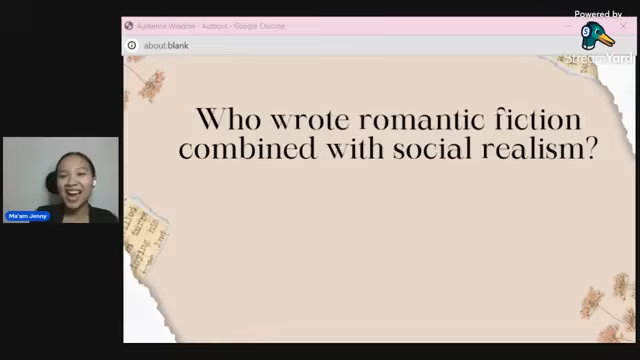 Powered by
StreamYard
Audience Window - Authors - Google Chrome
about:blank
Who wrote romantic fiction
combined with social realism?
Ma'am Jenny